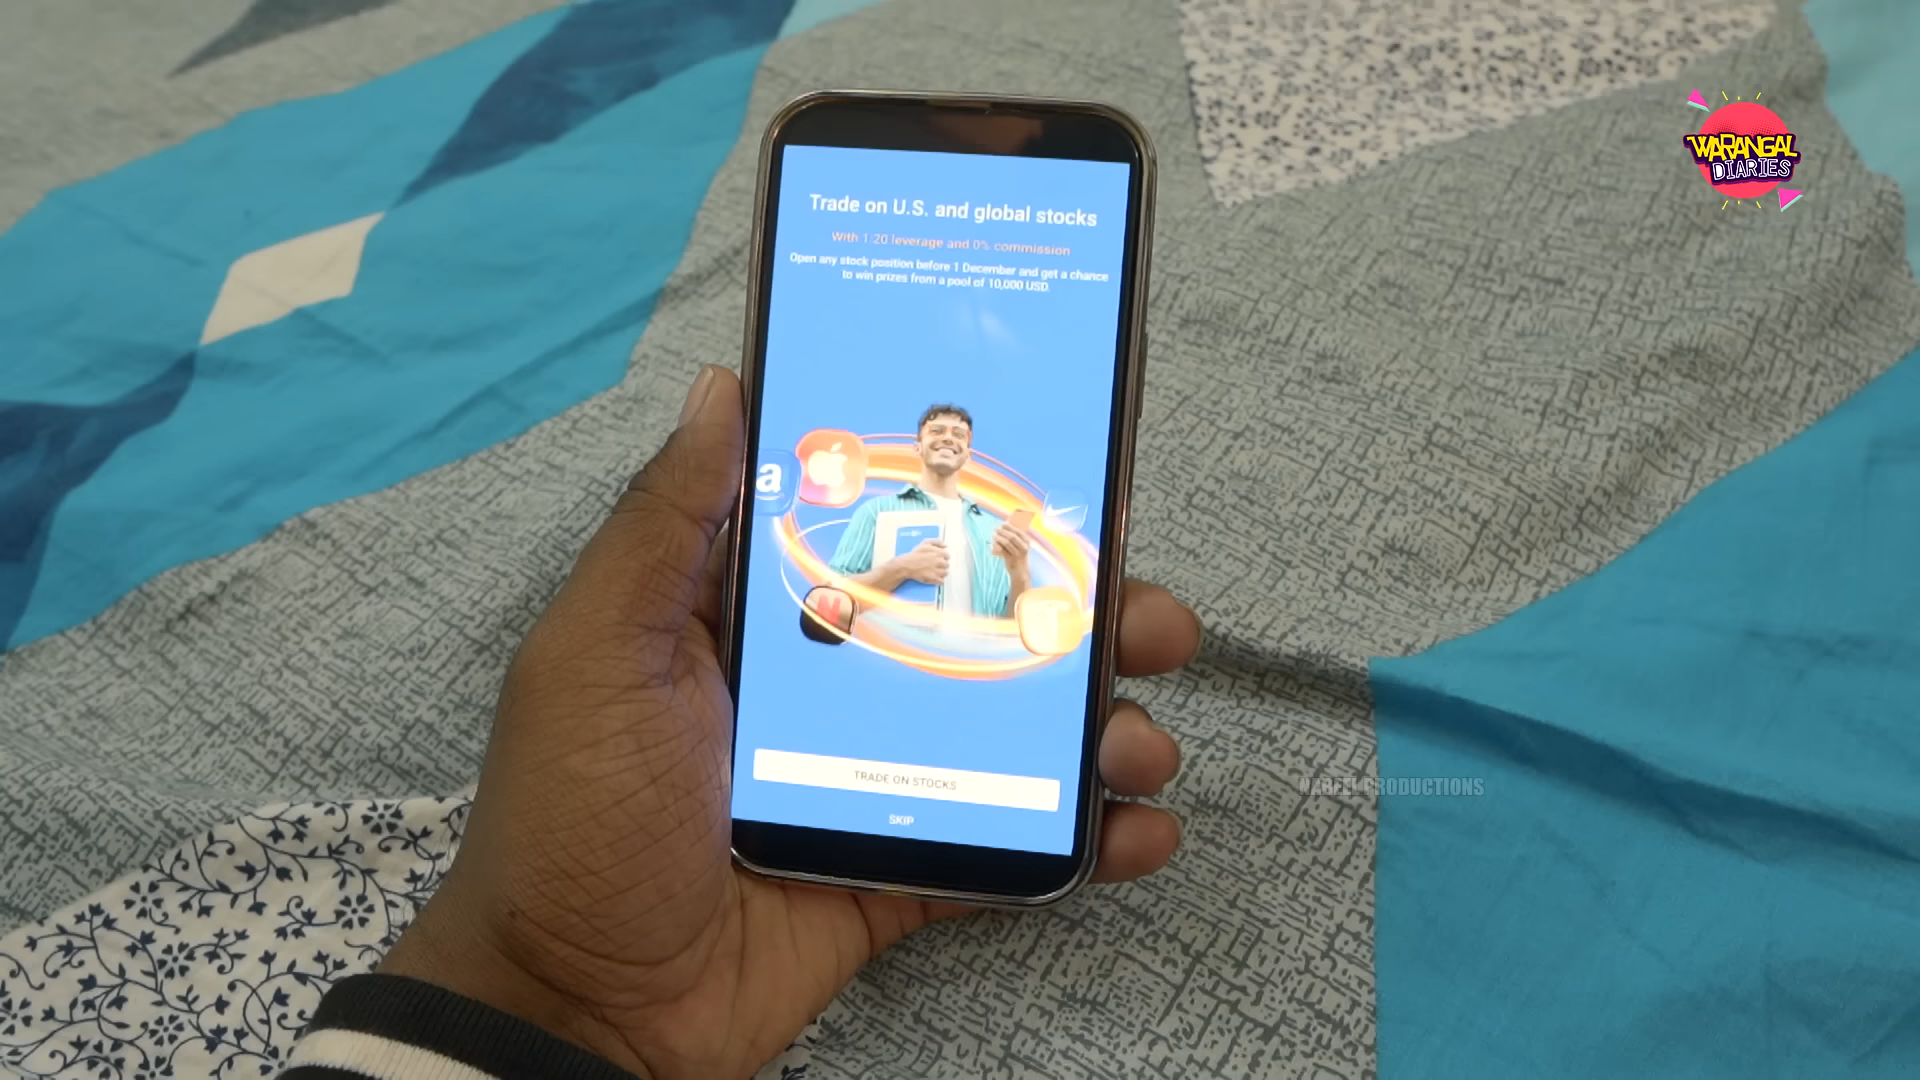 WARANGAL
DIARIES
Trade on U.S. and global stocks
With 1:20 leverage and 0% commission
Open any stock position before 1 December and get a chance
to win prizes from a pool of 10,000 USD.
a
N
T
TRADE ON STOCKS
NABEEL PRODUCTIONS
SKIP